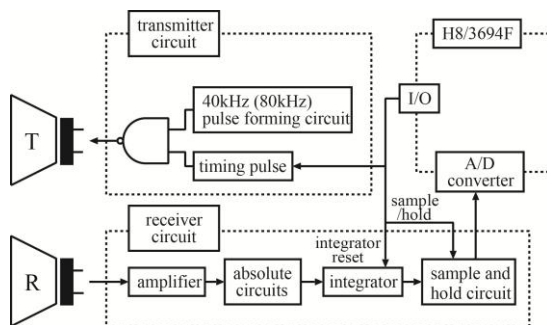 transmitter
circuit
H8/3694F
40kHz (80kHz)
pulse forming circuit
I/O
T
timing pulse
A/D
converter
sample
/hold
receiver
circuit
integrator
reset
R
amplifier
absolute
circuits
integrator
sample and
hold circuit